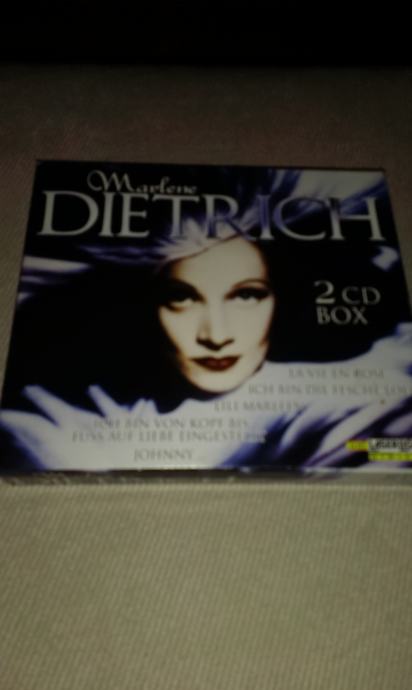 Marlene
DIETRICH
2 CD
BOX
LA VIE EN ROSE
ICH BIN DIE FESCHE LOLA
LILI MARLEEN
ICH BIN VON KOPF BIS
FUSS AUF LIEBE EINGESTELLT
JOHNNY